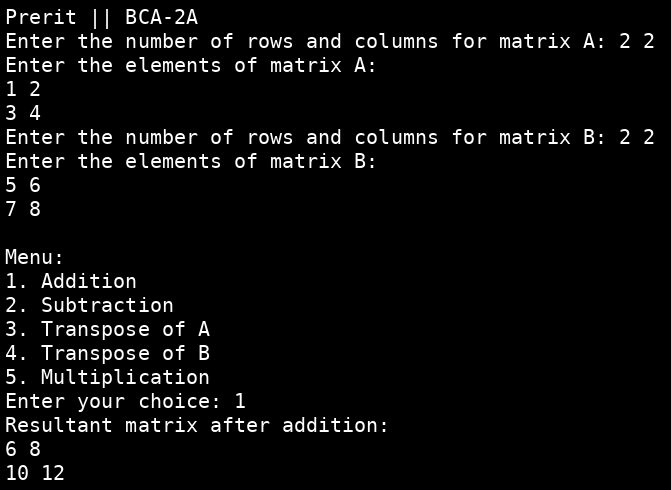 Prerit || BCA-2A
Enter the number of rows and columns for matrix A: 2 2
Enter the elements of matrix A:
1 2
3 4
Enter the number of rows and columns for matrix B: 2 2
Enter the elements of matrix B:
5 6
7 8
Menu:
1. Addition
2. Subtraction
3. Transpose of A
4. Transpose of B
5. Multiplication
Enter your choice: 1
Resultant matrix after addition:
6 8
10 12